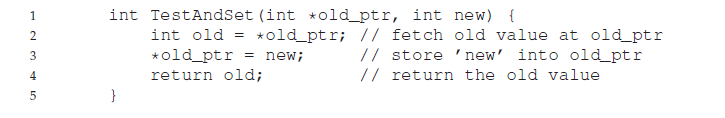 1 int TestAndSet(int *old_ptr, int new) {
2 int old = *old_ptr; // fetch old value at old_ptr
3 *old_ptr = new; // store 'new' into old_ptr
4 return old; // return the old value
5 }